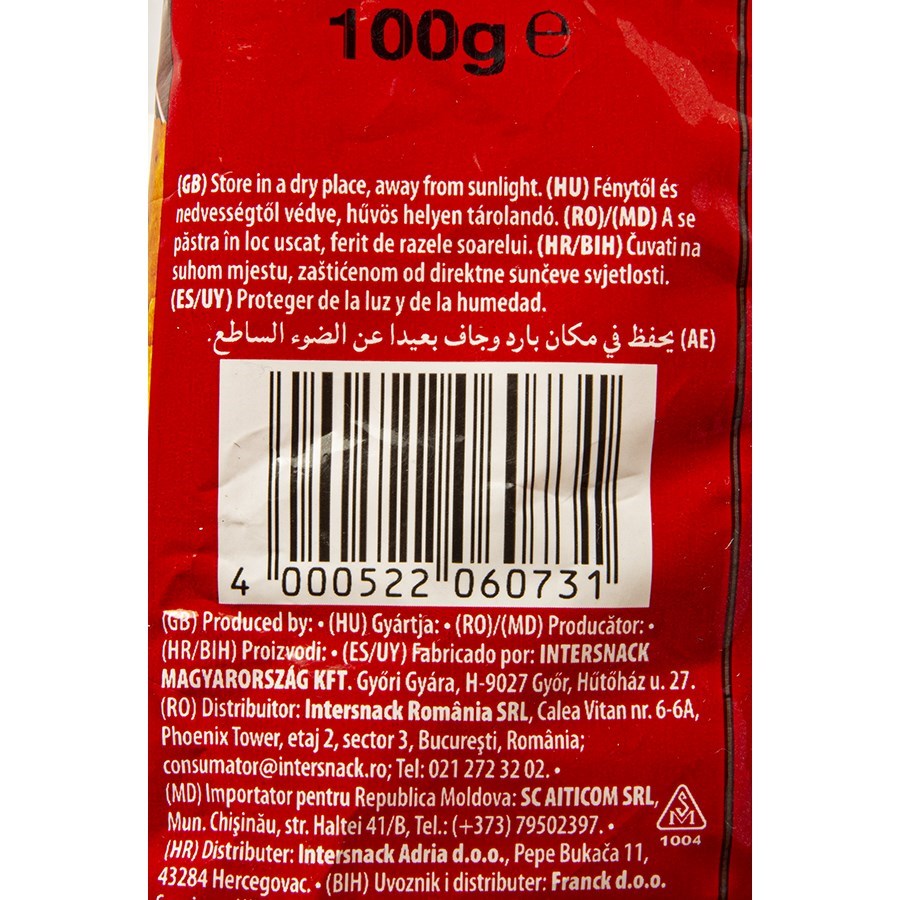 100g ℮
(GB) Store in a dry place, away from sunlight. (HU) Fénytől és
nedvességtől védve, hűvös helyen tárolandó. (RO)/(MD) A se
păstra în loc uscat, ferit de razele soarelui. (HR/BIH) Čuvati na
suhom mjestu, zaštićenom od direktne sunčeve svjetlosti.
(ES/UY) Proteger de la luz y de la humedad.
(AE) يحفظ في مكان بارد وجاف بعيدا عن الضوء الساطع.
4 000522 060731
(GB) Produced by: • (HU) Gyártja: • (RO)/(MD) Producător: •
(HR/BIH) Proizvodi: • (ES/UY) Fabricado por: INTERSNACK
MAGYARORSZÁG KFT. Győri Gyára, H-9027 Győr, Hűtőház u. 27.
(RO) Distribuitor: Intersnack România SRL, Calea Vitan nr. 6-6A,
Phoenix Tower, etaj 2, sector 3, Bucureşti, România;
consumator@intersnack.ro; Tel: 021 272 32 02. •
(MD) Importator pentru Republica Moldova: SC AITICOM SRL,
Mun. Chişinău, str. Haltei 41/B, Tel.: (+373) 79502397. •
SM
1004
(HR) Distributer: Intersnack Adria d.o.o., Pepe Bukača 11,
43284 Hercegovac. • (BIH) Uvoznik i distributer: Franck d.o.o.